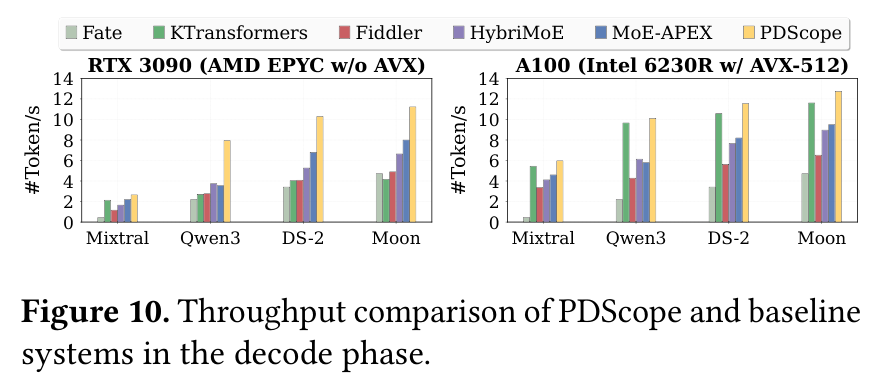 Fate KTransformers Fiddler HybriMoE MoE-APEX PDScope
RTX 3090 (AMD EPYC w/o AVX)
#Token/s
14
12
10
8
6
4
2
0
Mixtral Qwen3 DS-2 Moon
A100 (Intel 6230R w/ AVX-512)
#Token/s
14
12
10
8
6
4
2
0
Mixtral Qwen3 DS-2 Moon
Figure 10. Throughput comparison of PDScope and baseline
systems in the decode phase.